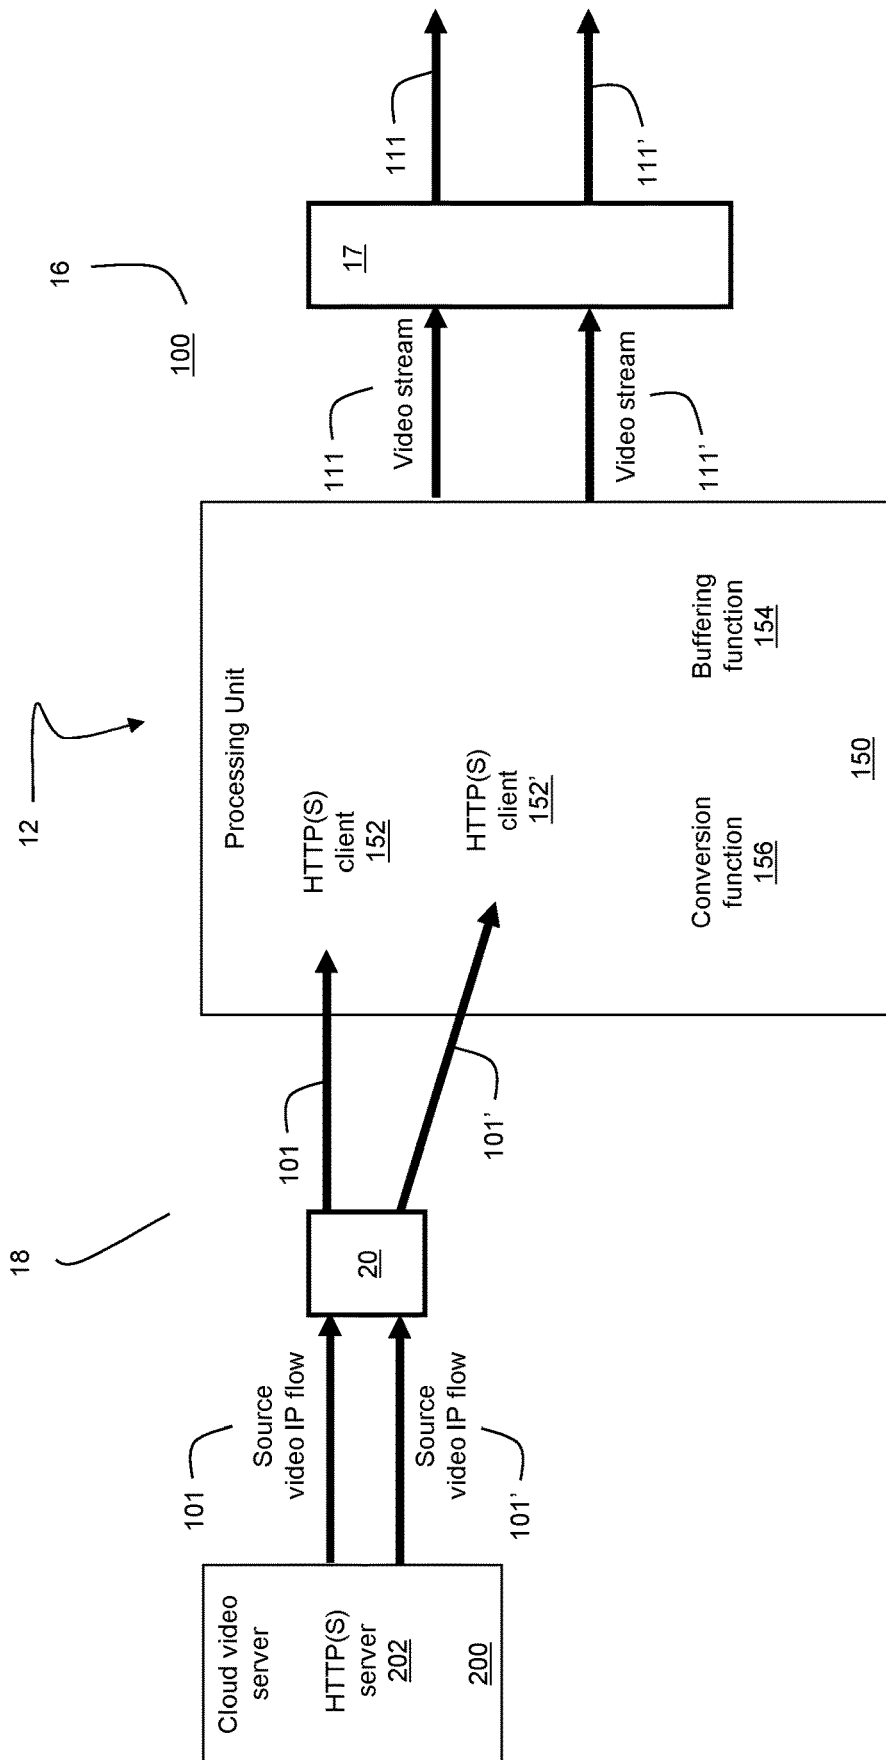 18
12
16
100
Cloud video
server
HTTP(S)
server
202
200
101
Source
video IP flow
Source
video IP flow
101'
20
101
101'
Processing Unit
HTTP(S)
client
152
HTTP(S)
client
152'
Conversion
function
156
Buffering
function
154
150
111
Video stream
Video stream
111'
17
111
111'